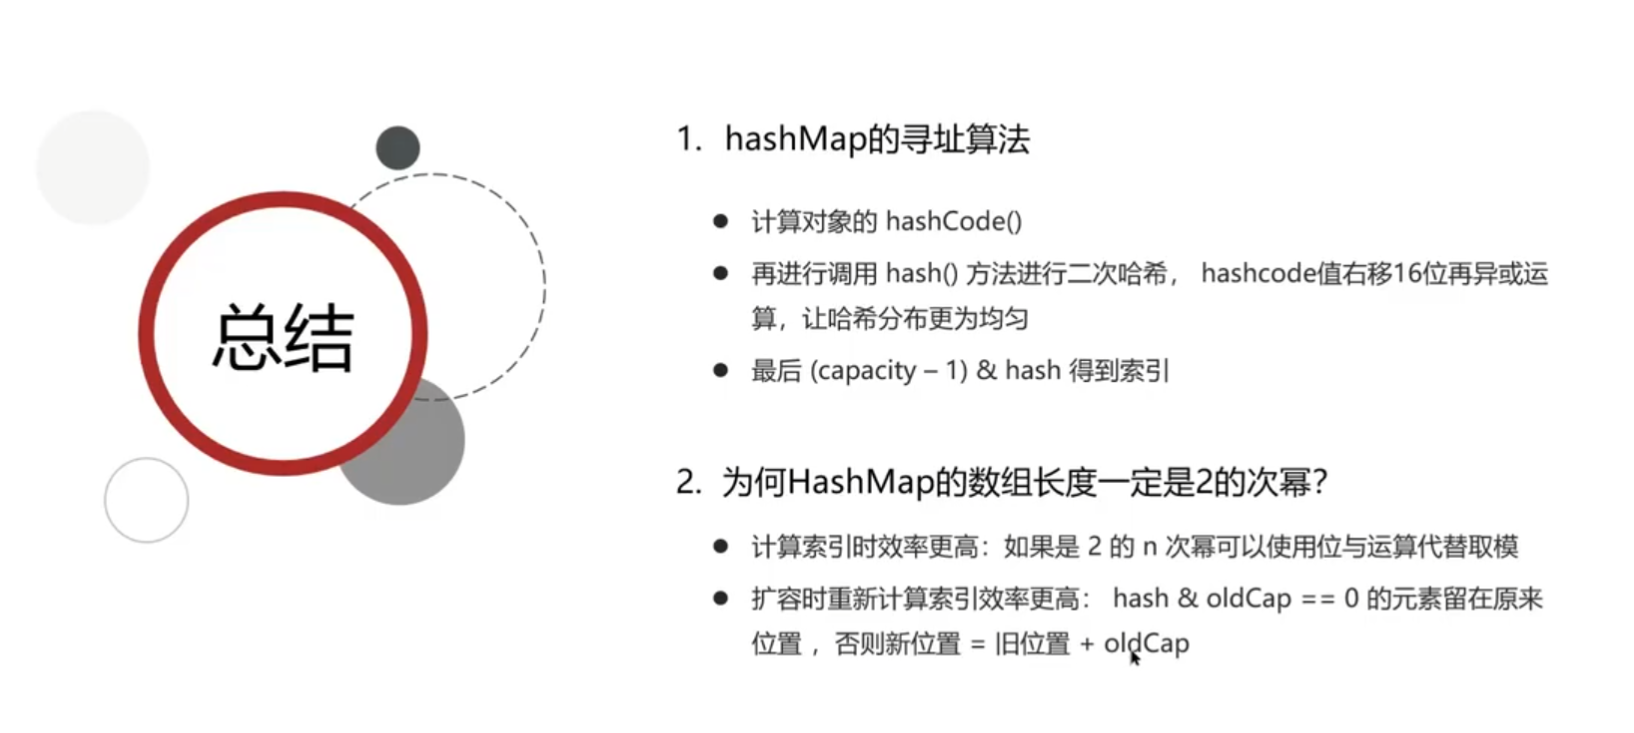 总结
1. hashMap的寻址算法
● 计算对象的 hashCode()
● 再进行调用 hash() 方法进行二次哈希， hashcode值右移16位再异或运
算，让哈希分布更为均匀
● 最后 (capacity – 1) & hash 得到索引
2. 为何HashMap的数组长度一定是2的次幂？
● 计算索引时效率更高：如果是 2 的 n 次幂可以使用位与运算代替取模
● 扩容时重新计算索引效率更高： hash & oldCap == 0 的元素留在原来
位置 ，否则新位置 = 旧位置 + oldCap